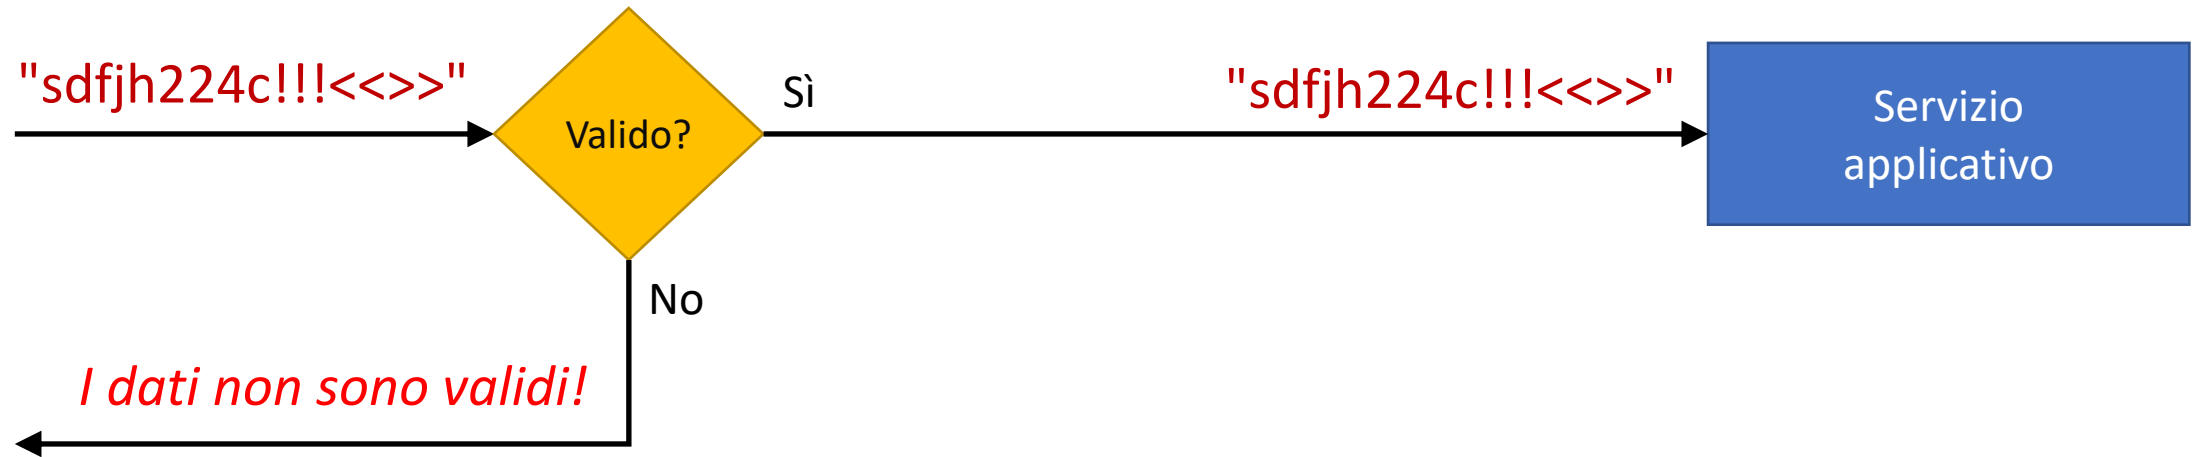 "sdfjh224c!!!<<>>"
Valido?
Sì
"sdfjh224c!!!<<>>"
Servizio
applicativo
No
I dati non sono validi!